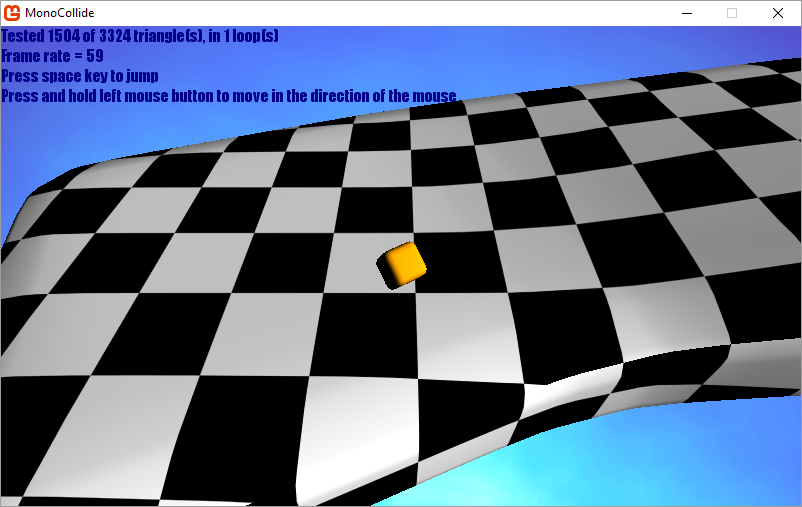 MonoCollide
Tested 1504 of 3324 triangle(s), in 1 loop(s)
Frame rate = 59
Press space key to jump
Press and hold left mouse button to move in the direction of the mouse